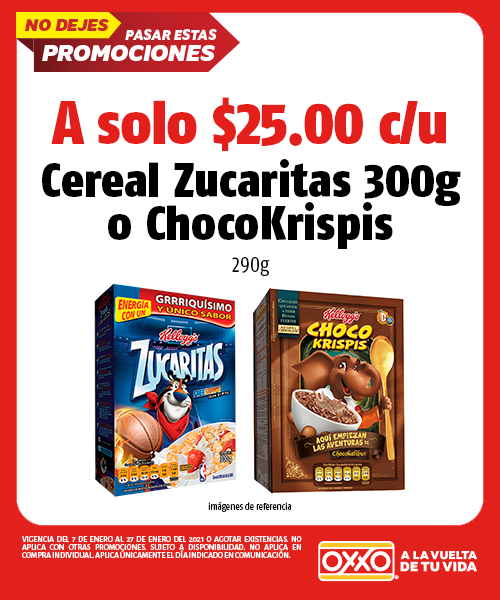 NO DEJES
PASAR ESTAS
PROMOCIONES
A solo $25.00 c/u
Cereal Zucaritas 300g
o ChocoKrispis
290g
ENERGÍA
CON UN
GRRRIQUÍSIMO
Y ÚNICO SABOR
Kellogg's
ZUCARITAS
NBA
Kellogg's
CHOCO
KRISPIS
AQUÍ EMPIEZAN
LAS AVENTURAS DE
Chocokalibur
imágenes de referencia
VIGENCIA DEL 7 DE ENERO AL 27 DE ENERO DEL 2021 O AGOTAR EXISTENCIAS. NO
APLICA CON OTRAS PROMOCIONES. SUJETO A DISPONIBILIDAD. NO APLICA EN
COMPRA INDIVIDUAL. APLICA ÚNICAMENTE EL DÍA INDICADO EN COMUNICACIÓN.
OXXO
A LA VUELTA
DE TU VIDA